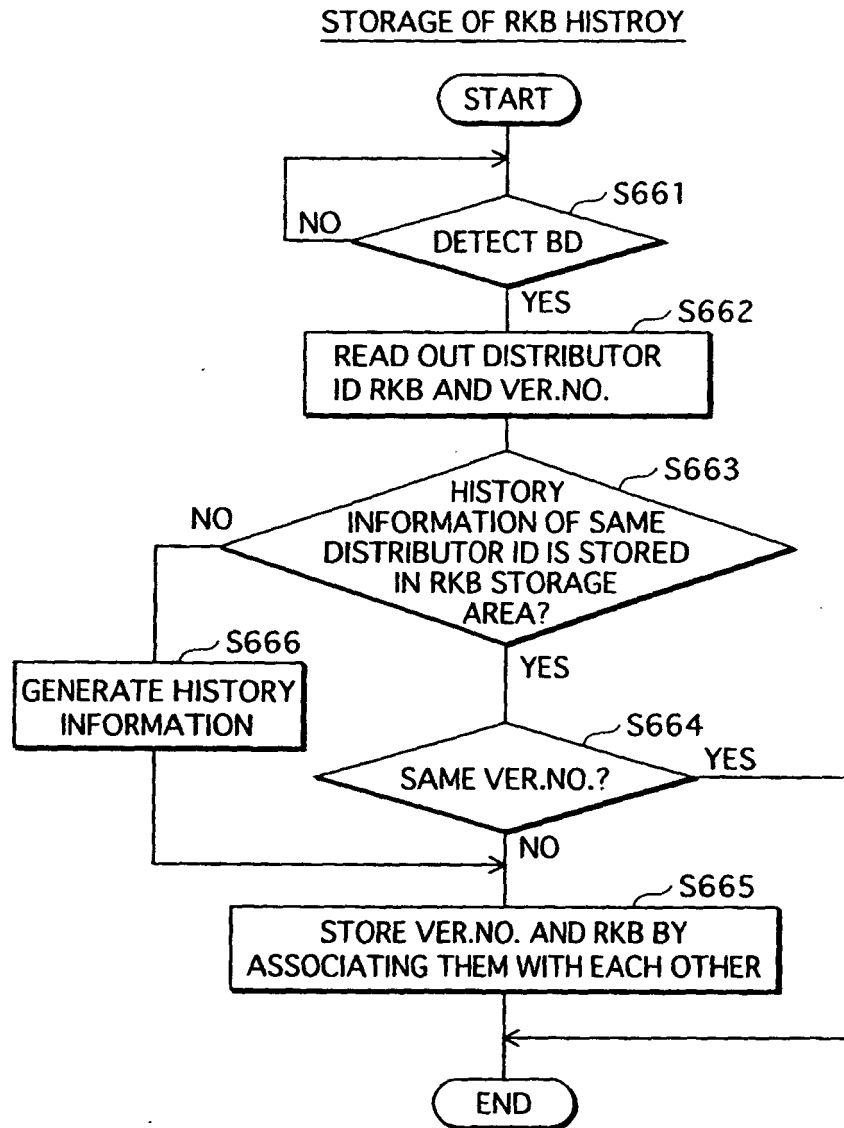 STORAGE OF RKB HISTROY
START
S661
NO
DETECT BD
YES
S662
READ OUT DISTRIBUTOR
ID RKB AND VER.NO.
S663
NO
HISTORY
INFORMATION OF SAME
DISTRIBUTOR ID IS STORED
IN RKB STORAGE
AREA?
S666
YES
GENERATE HISTORY
INFORMATION
S664
SAME VER.NO.?
YES
NO
S665
STORE VER.NO. AND RKB BY
ASSOCIATING THEM WITH EACH OTHER
END